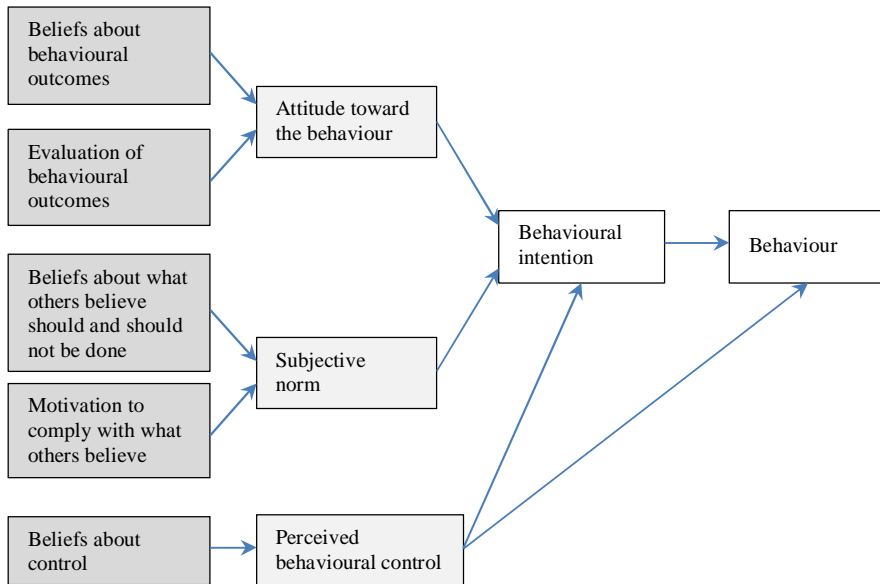 Beliefs about
behavioural
outcomes
Evaluation of
behavioural
outcomes
Attitude toward
the behaviour
Beliefs about what
others believe
should and should
not be done
Motivation to
comply with what
others believe
Subjective
norm
Beliefs about
control
Perceived
behavioural control
Behavioural
intention
Behaviour